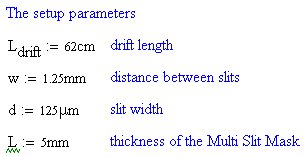 The setup parameters
L drift := 62cm drift length
w := 1.25mm distance between slits
d := 125μm slit width
L := 5mm thickness of the Multi Slit Mask